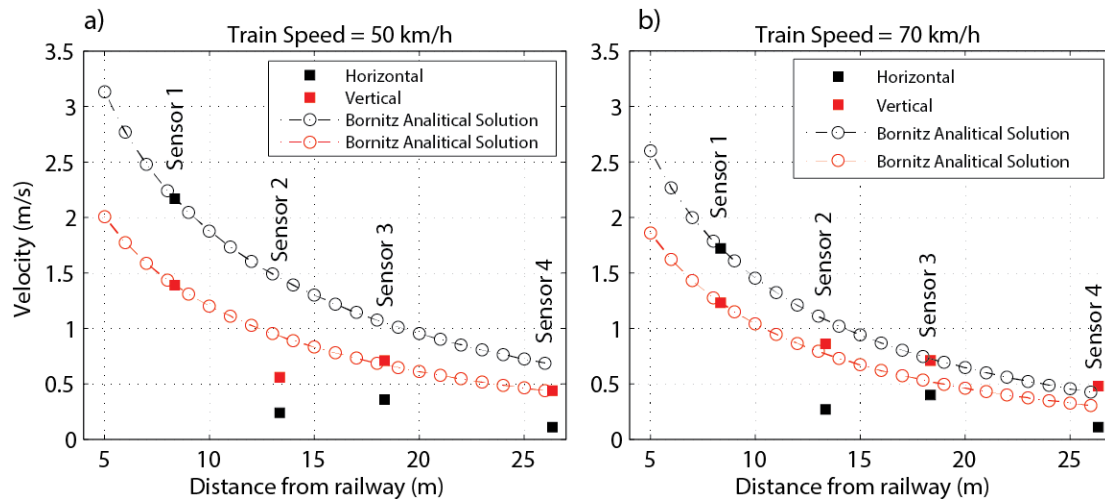 a)
Train Speed = 50 km/h
3.5
3
2.5
2
1.5
1
0.5
0
Velocity (m/s)
Horizontal
Vertical
Bornitz Analitical Solution
Bornitz Analitical Solution
Sensor 1
Sensor 2
Sensor 3
Sensor 4
5 10 15 20 25
Distance from railway (m)
b)
Train Speed = 70 km/h
3.5
3
2.5
2
1.5
1
0.5
0
Horizontal
Vertical
Bornitz Analitical Solution
Bornitz Analitical Solution
Sensor 1
Sensor 2
Sensor 3
Sensor 4
5 10 15 20 25
Distance from railway (m)